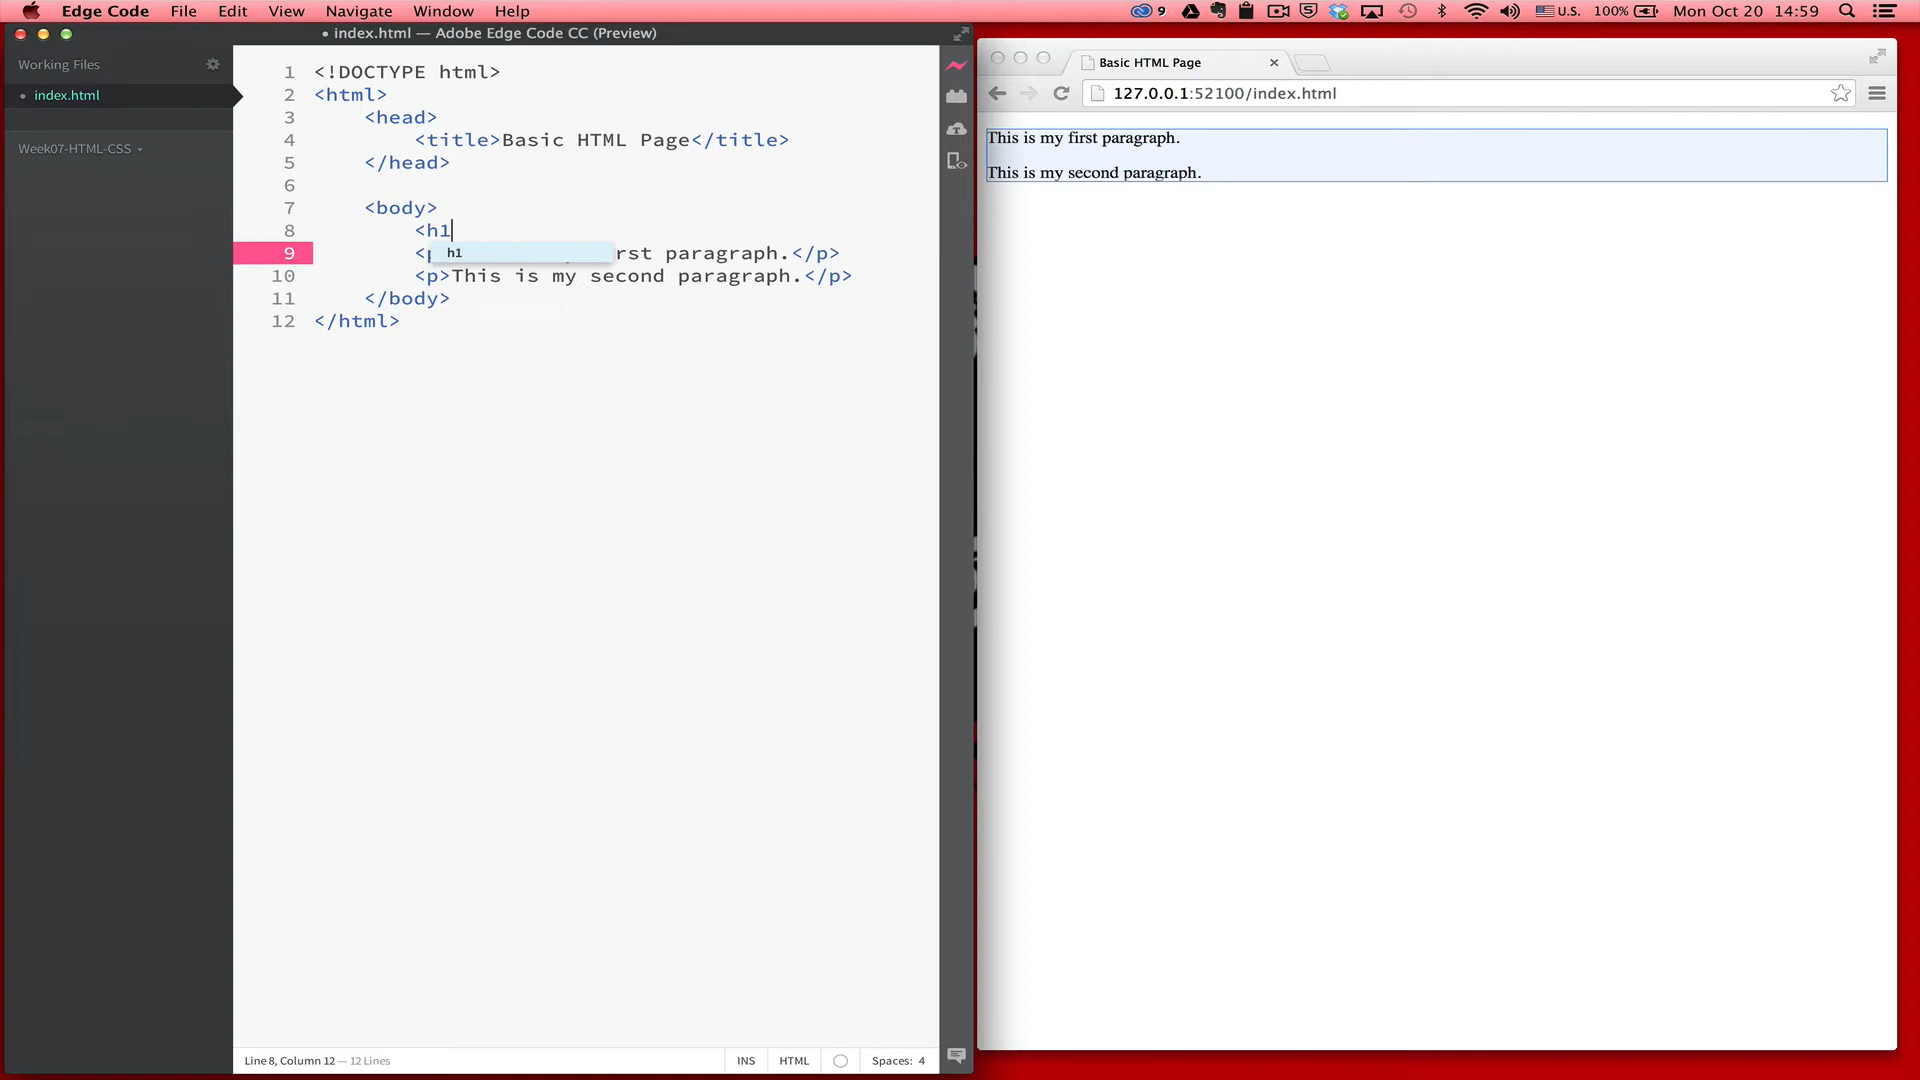 Edge Code File Edit View Navigate Window Help 9 U.S. 100% Mon Oct 20 14:59
• index.html — Adobe Edge Code CC (Preview)
Working Files
• index.html
Week07-HTML-CSS
1 <!DOCTYPE html>
2 <html>
3 <head>
4 <title>Basic HTML Page</title>
5 </head>
6
7 <body>
8 <h1
9 <p rst paragraph.</p>
h1
10 <p>This is my second paragraph.</p>
11 </body>
12 </html>
Line 8, Column 12 — 12 Lines INS HTML Spaces: 4
Basic HTML Page
127.0.0.1:52100/index.html
This is my first paragraph.
This is my second paragraph.